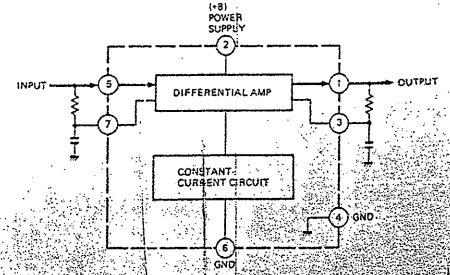 (+B)
POWER
SUPPLY
2
INPUT
5
DIFFERENTIAL AMP
1
OUTPUT
7
3
CONSTANT-
CURRENT CIRCUIT
4
GND
6
GND